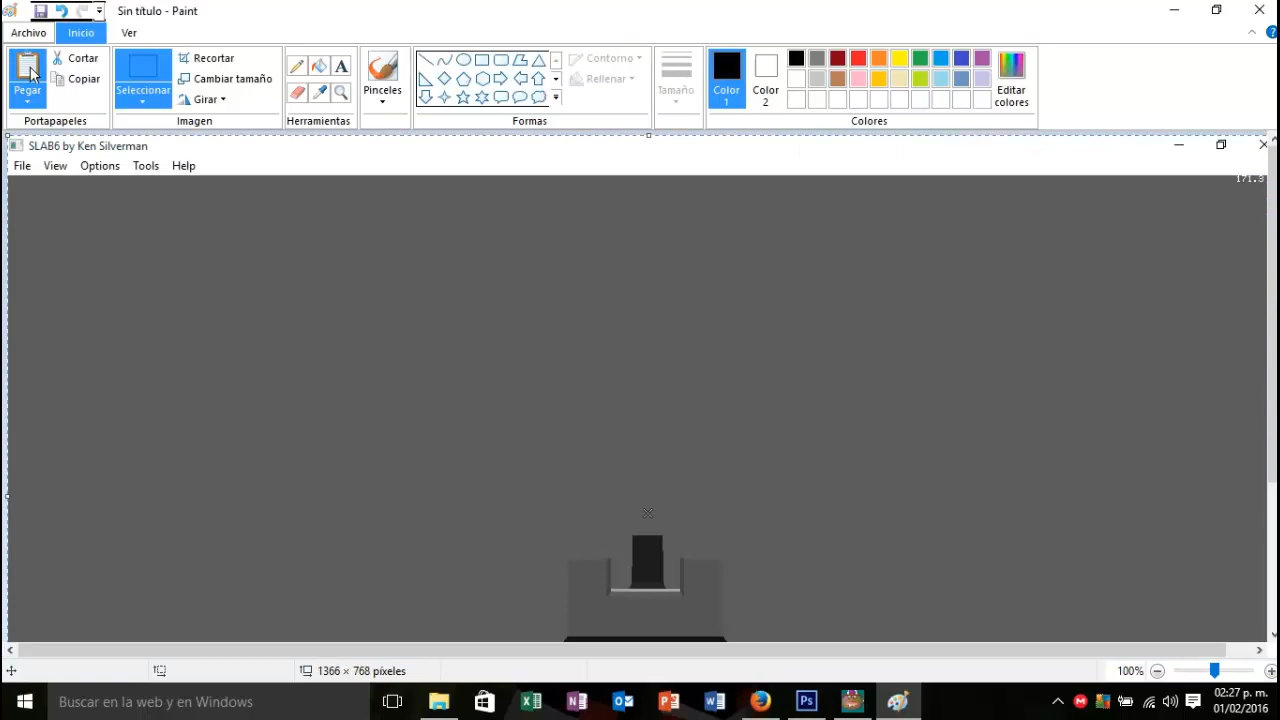 Sin título - Paint
Archivo
Inicio
Ver
Pegar
Cortar
Copiar
Portapapeles
Seleccionar
Recortar
Cambiar tamaño
Girar
Imagen
A
Herramientas
Pinceles
Contorno
Rellenar
Formas
Tamaño
Color
1
Color
2
Editar
colores
Colores
SLAB6 by Ken Silverman
File
View
Options
Tools
Help
1366 × 768 píxeles
100%
Buscar en la web y en Windows
02:27 p. m.
01/02/2016